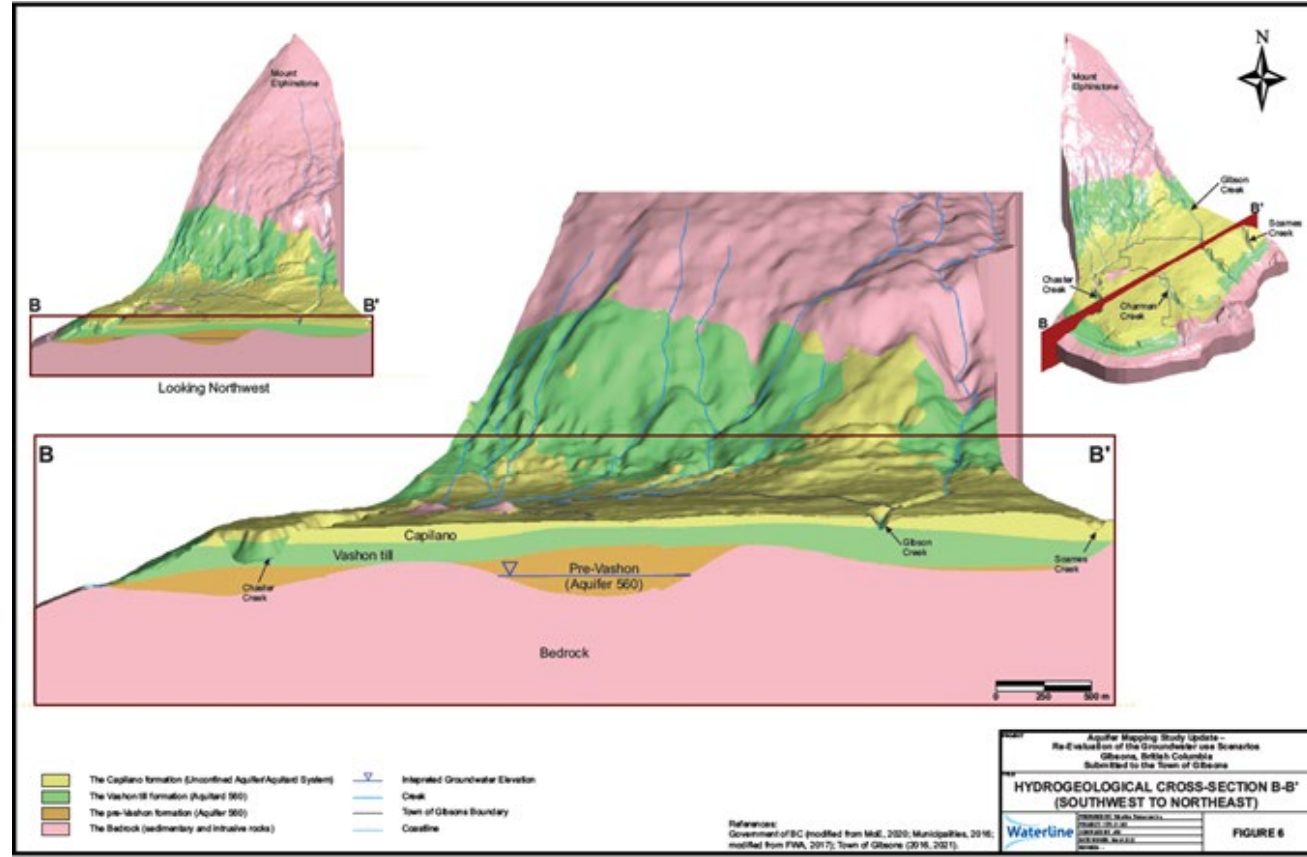 Mount
Elphinstone
B
B'
Looking Northwest
N
Mount
Elphinstone
Gibson
Creek
B'
Soames
Creek
Chaster
Creek
Charman
Creek
B
B
B'
Capilano
Vashon till
Chaster
Creek
Pre-Vashon
(Aquifer 560)
Gibson
Creek
Soames
Creek
Bedrock
0 250 500 m
The Capilano formation (Unconfined Aquifer/Aquitard System)
The Vashon till formation (Aquitard 560)
The pre-Vashon formation (Aquifer 560)
The Bedrock (sedimentary and intrusive rocks)
Integrated Groundwater Elevation
Creek
Town of Gibsons Boundary
Coastline
References:
Government of BC (modified from MoE, 2020; Municipalities, 2016;
modified from FWA, 2017); Town of Gibsons (2016, 2021).
Aquifer Mapping Study Update –
Re-Evaluation of the Groundwater use Scenarios
Gibsons, British Columbia
Submitted to the Town of Gibsons
HYDROGEOLOGICAL CROSS-SECTION B-B'
(SOUTHWEST TO NORTHEAST)
Waterline
FIGURE 6